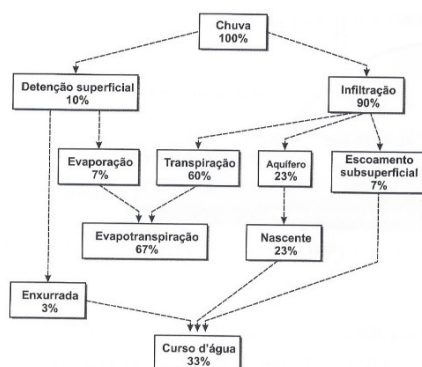 Chuva
100%
Detenção superficial
10%
Infiltração
90%
Evaporação
7%
Transpiração
60%
Aquífero
23%
Escoamento
subsuperficial
7%
Evapotranspiração
67%
Nascente
23%
Enxurrada
3%
Curso d'água
33%